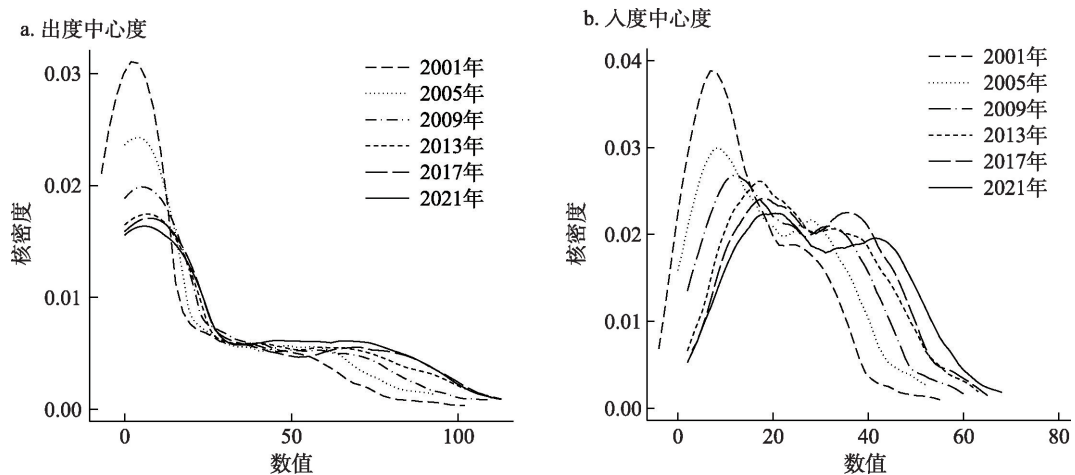 a. 出度中心度
2001年
2005年
2009年
2013年
2017年
2021年
0.03
0.02
0.01
0.00
核密度
0
50
100
数值
b. 入度中心度
2001年
2005年
2009年
2013年
2017年
2021年
0.04
0.03
0.02
0.01
0.00
核密度
0
20
40
60
80
数值